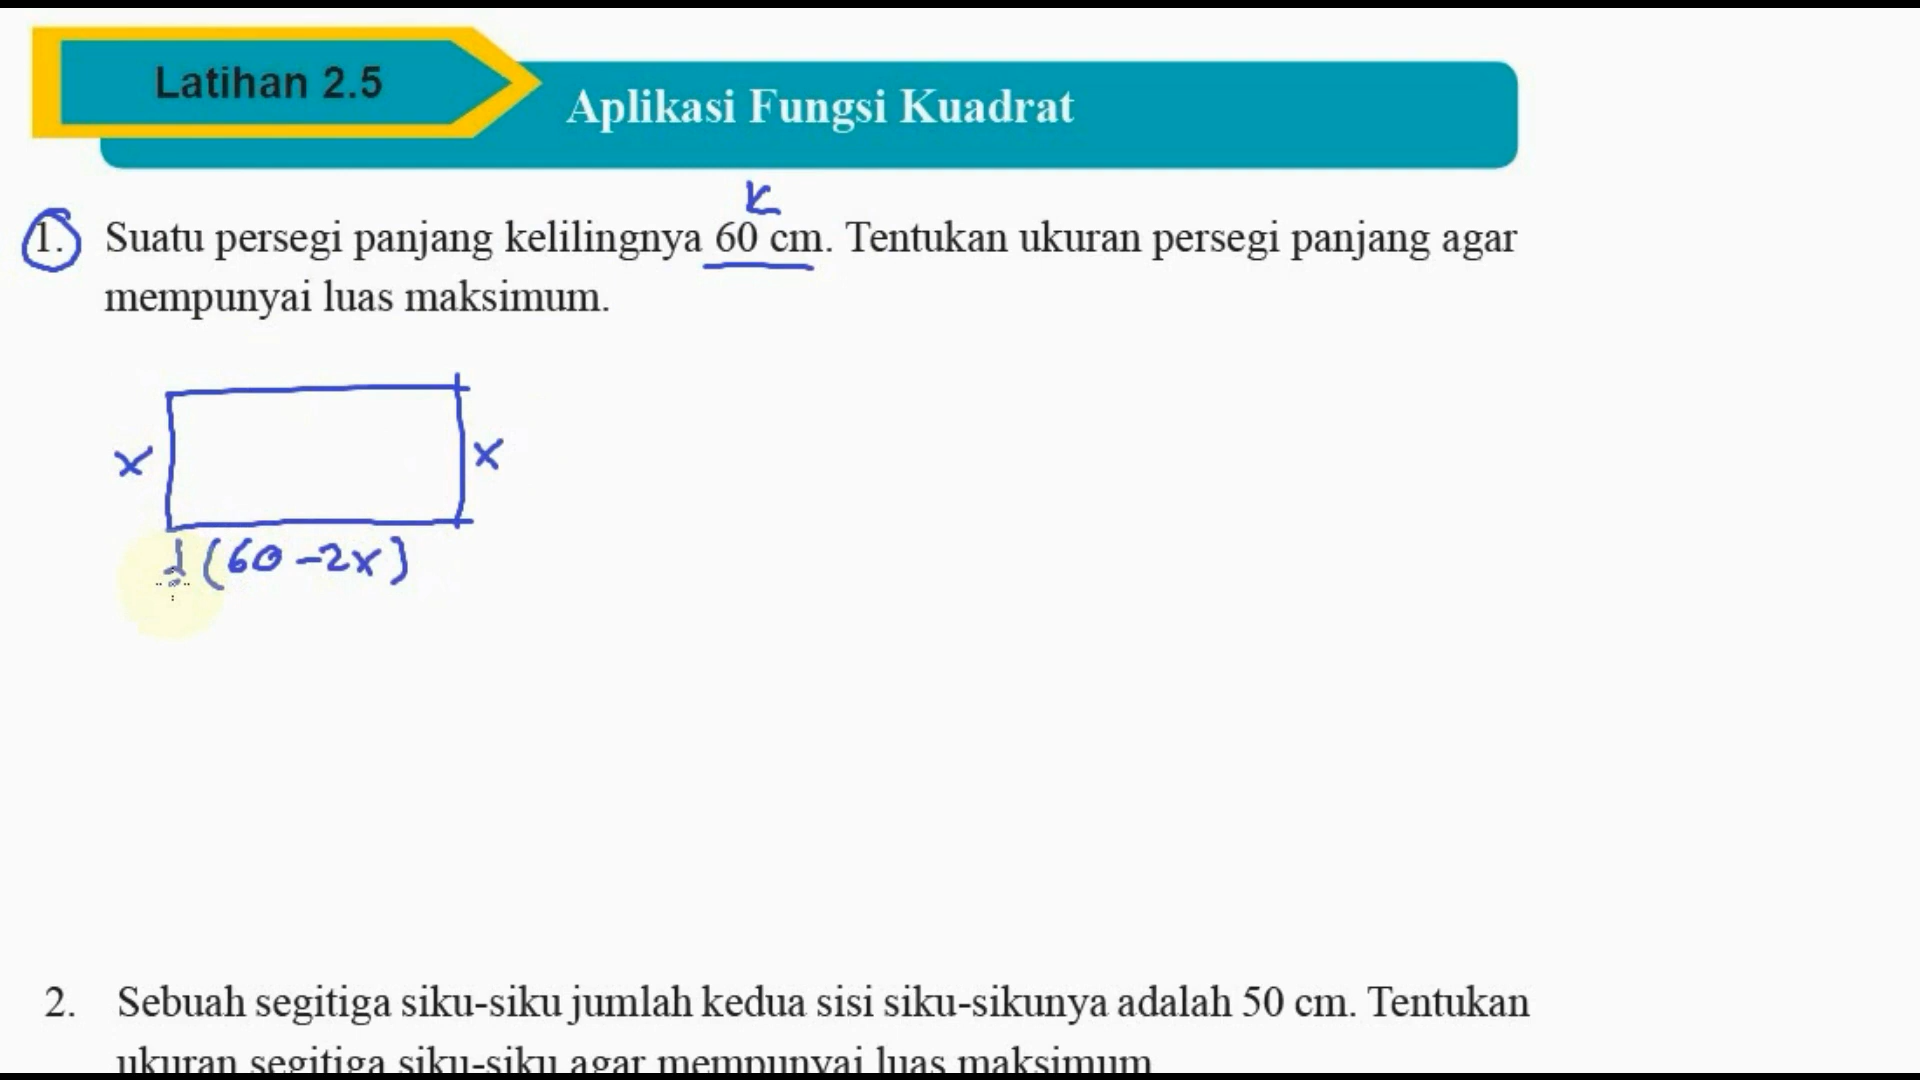 Latihan 2.5
Aplikasi Fungsi Kuadrat
K
1. Suatu persegi panjang kelilingnya 60 cm. Tentukan ukuran persegi panjang agar
mempunyai luas maksimum.
x x
½(60-2x)
2. Sebuah segitiga siku-siku jumlah kedua sisi siku-sikunya adalah 50 cm. Tentukan
ukuran segitiga siku-siku agar mempunyai luas maksimum